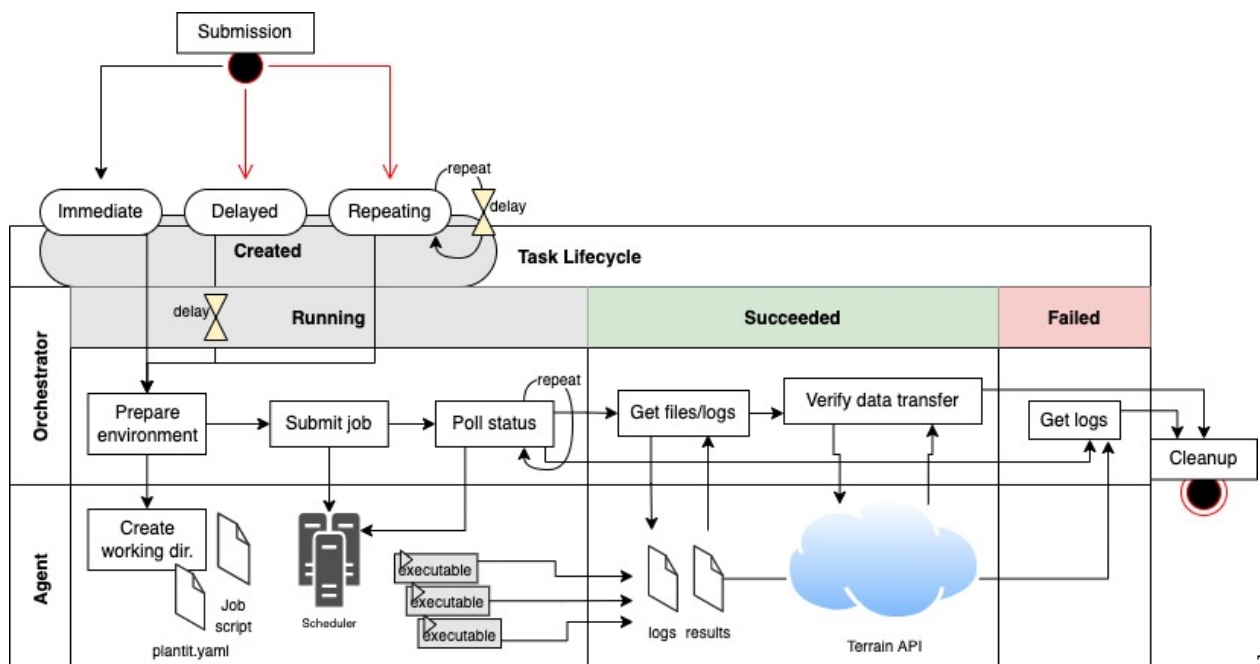 Submission
repeat
Immediate
Delayed
Repeating
delay
Created
Task Lifecycle
delay
Running
Succeeded
Failed
Orchestrator
repeat
Prepare
environment
Submit job
Poll status
Get files/logs
Verify data transfer
Get logs
Cleanup
Agent
Create
working dir.
Job
script
plantit.yaml
Scheduler
executable
executable
executable
logs
results
Terrain API